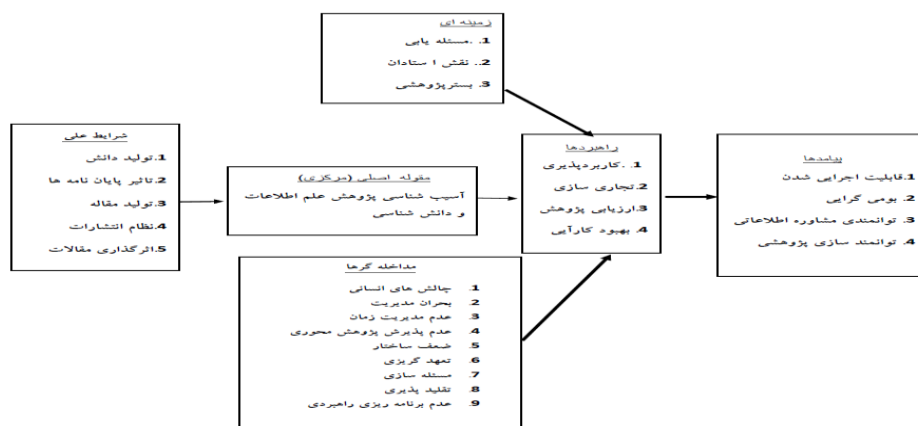 زمینه ای
1. .مسئله یابی
2. . نقش ا ستادان
3. بسترپژوهشی
شرایط علی
1.تولید دانش
2.تاثیر پایان نامه ها
3.تولید مقاله
4.نظام انتشارات
5.اثرگذاری مقالات
مقوله اصلی (مرکزی)
آسیب شناسی پژوهش علم اطلاعات
و دانش شناسی
راهبردها
1. .کاربردپذیری
2.تجاری سازی
3.ارزیابی پژوهش
4. بهبود کارآیی
پیامدها
1.قابلیت اجرایی شدن
2. بومی گرایی
3. توانمندی مشاوره اطلاعاتی
4. توانمند سازی پژوهشی
مداخله گرها
1. چالش های انسانی
2. بحران مدیریت
3. عدم مدیریت زمان
4. عدم پذیرش پژوهش محوری
5. ضعف ساختار
6. تعهد گریزی
7. مسئله سازی
8. تقلید پذیری
9. عدم برنامه ریزی راهبردی